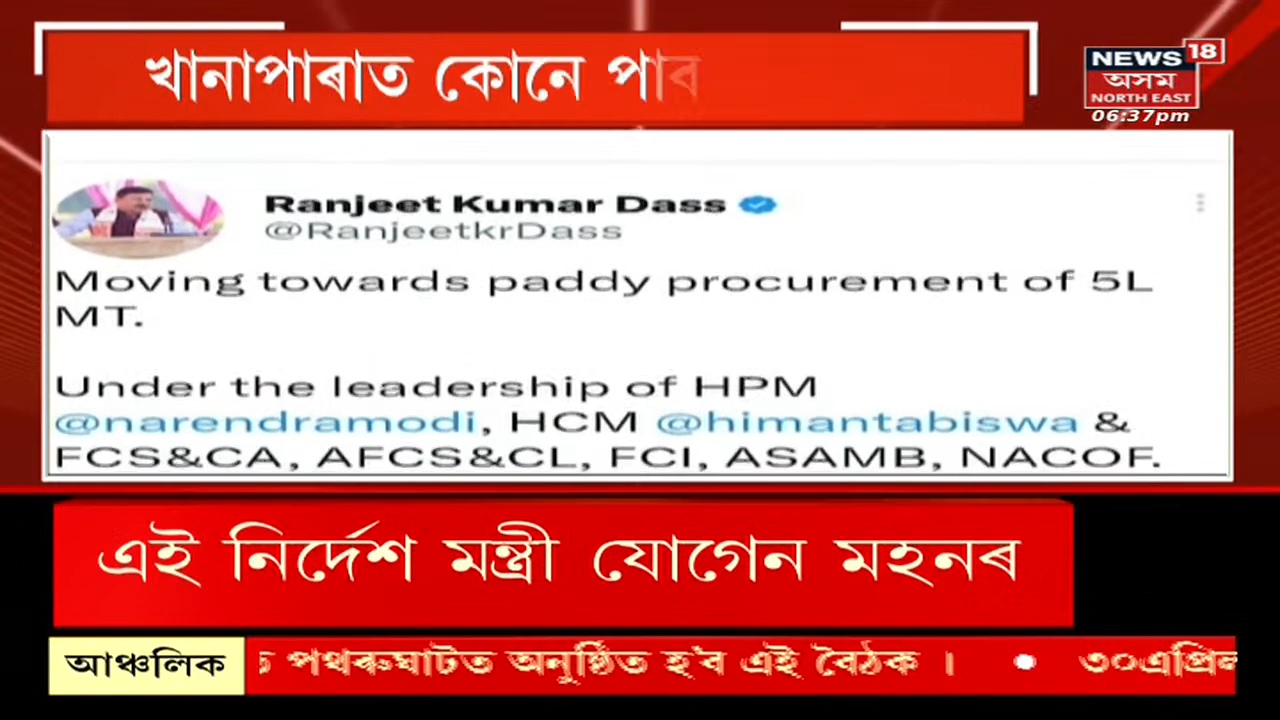 খানাপাৰাত কোনে পাব
NEWS 18
অসম
NORTH EAST
06:37pm
Ranjeet Kumar Dass
@RanjeetkrDass
Moving towards paddy procurement of 5L
MT.
Under the leadership of HPM
@narendramodi, HCM @himantabiswa &
FCS&CA, AFCS&CL, FCI, ASAMB, NACOF.
এই নিৰ্দেশ মন্ত্ৰী যোগেন মহনৰ
আঞ্চলিক
পথৰুঘাটত অনুষ্ঠিত হ'ব এই বৈঠক । • ৩০এপ্ৰিল